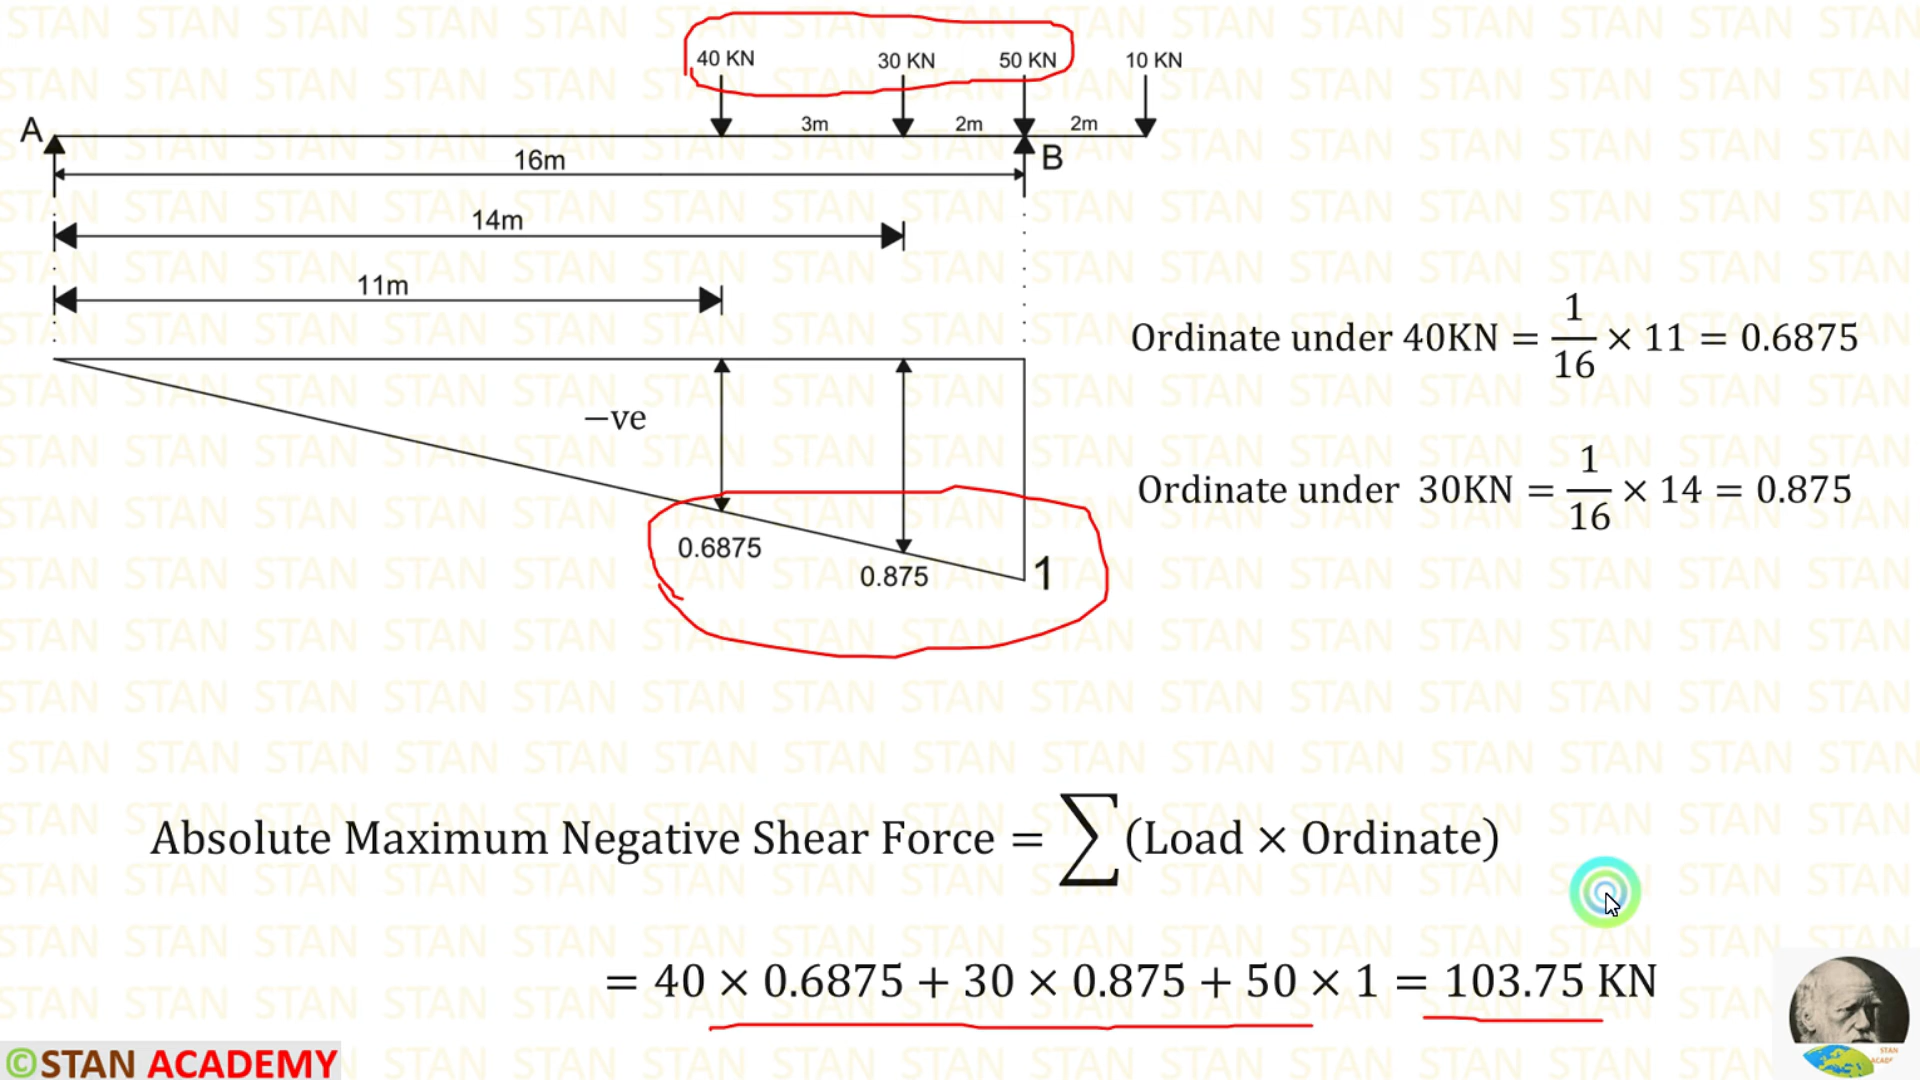 40 KN 30 KN 50 KN 10 KN
A 3m 2m 2m
16m B
14m
11m
Ordinate under 40KN = 1/16 × 11 = 0.6875
−ve
Ordinate under 30KN = 1/16 × 14 = 0.875
0.6875
0.875 1
Absolute Maximum Negative Shear Force = ∑(Load × Ordinate)
= 40 × 0.6875 + 30 × 0.875 + 50 × 1 = 103.75 KN
©STAN ACADEMY